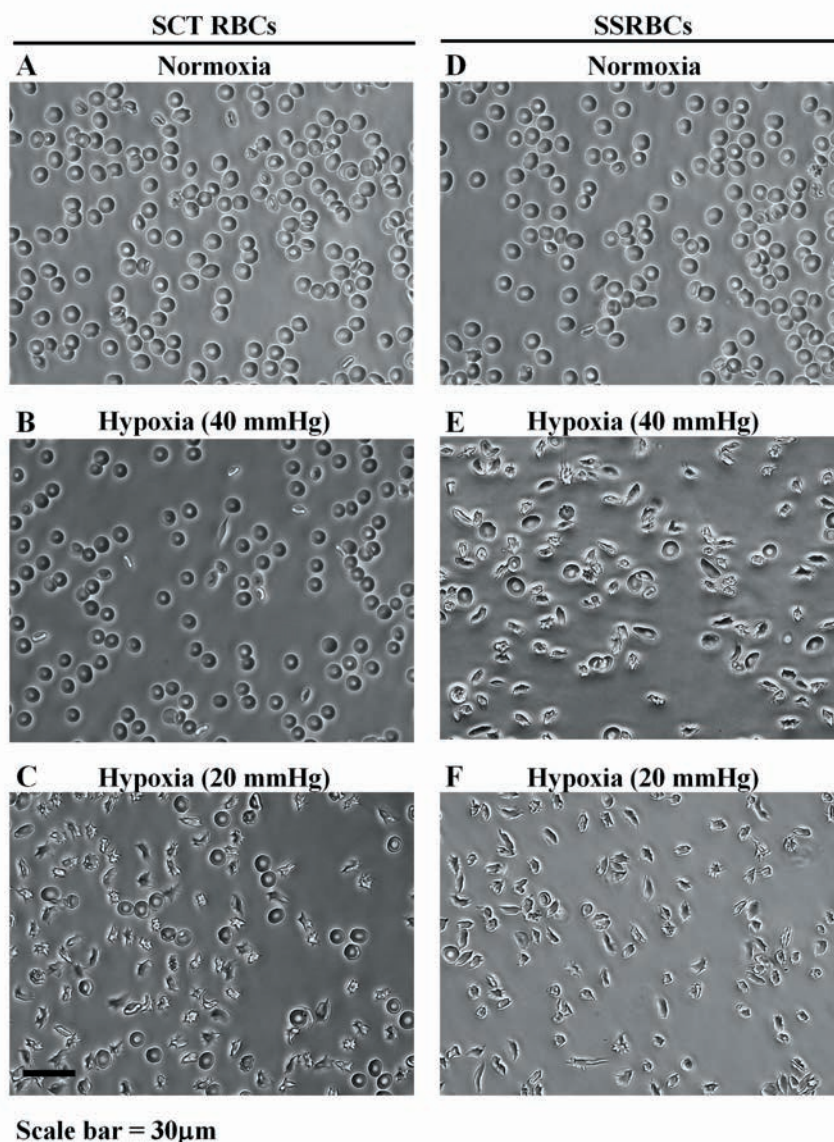 SCT RBCs
SSRBCs
A Normoxia
D Normoxia
B Hypoxia (40 mmHg)
E Hypoxia (40 mmHg)
C Hypoxia (20 mmHg)
F Hypoxia (20 mmHg)
Scale bar = 30μm